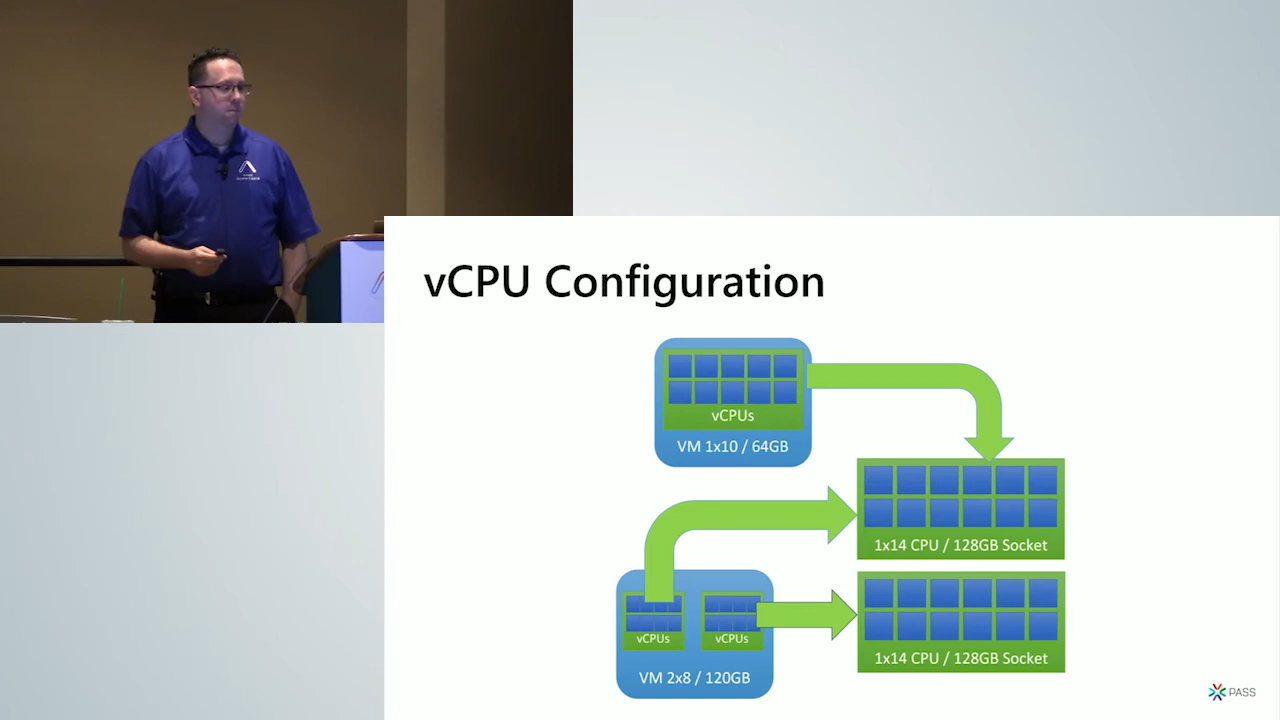 vCPU Configuration
vCPUs
VM 1x10 / 64GB
1x14 CPU / 128GB Socket
vCPUs
vCPUs
VM 2x8 / 120GB
1x14 CPU / 128GB Socket
PASS